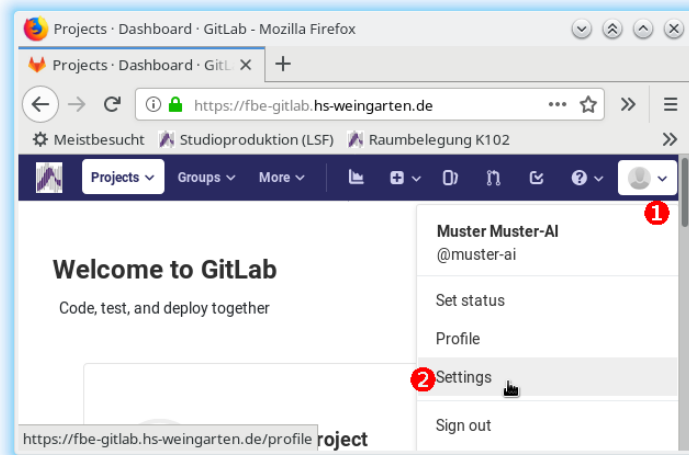 Projects · Dashboard · GitLab - Mozilla Firefox
Projects · Dashboard · GitL
https://fbe-gitlab.hs-weingarten.de
Meistbesucht Studioproduktion (LSF) Raumbelegung K102
Projects Groups More
1
Muster Muster-AI
@muster-ai
Welcome to GitLab
Code, test, and deploy together
Set status
Profile
2 Settings
Sign out
https://fbe-gitlab.hs-weingarten.de/profile
roject